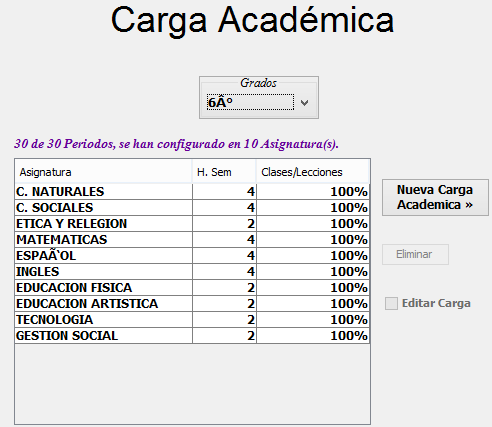 Carga Académica
Grados
6Âº
30 de 30 Periodos, se han configurado en 10 Asignatura(s).
Asignatura H. Sem Clases/Lecciones
C. NATURALES 4 100%
C. SOCIALES 4 100%
ETICA Y RELEGION 2 100%
MATEMATICAS 4 100%
ESPAÃ‘OL 4 100%
INGLES 4 100%
EDUCACION FISICA 2 100%
EDUCACION ARTISTICA 2 100%
TECNOLOGIA 2 100%
GESTION SOCIAL 2 100%
Nueva Carga
Academica »
Eliminar
Editar Carga